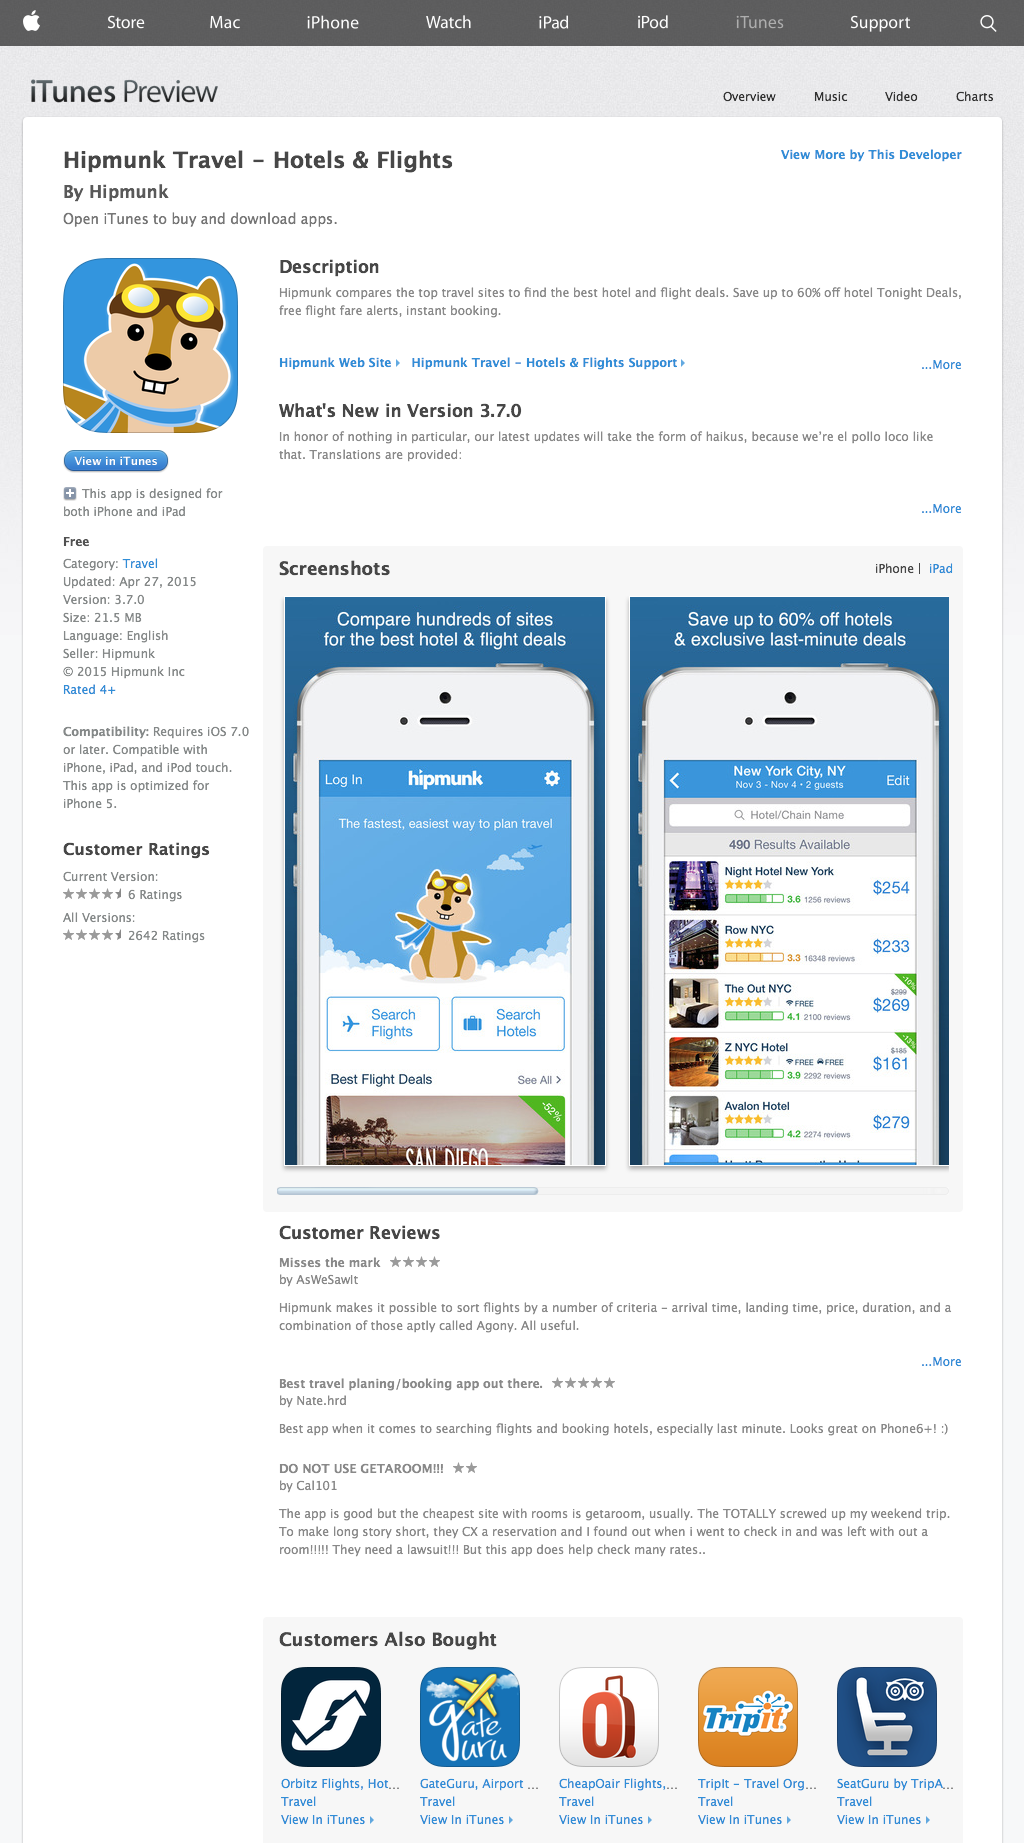 Store Mac iPhone Watch iPad iPod iTunes Support
iTunes Preview
Overview Music Video Charts
Hipmunk Travel – Hotels & Flights
View More by This Developer
By Hipmunk
Open iTunes to buy and download apps.
View in iTunes
This app is designed for
both iPhone and iPad
Free
Category: Travel
Updated: Apr 27, 2015
Version: 3.7.0
Size: 21.5 MB
Language: English
Seller: Hipmunk
© 2015 Hipmunk Inc
Rated 4+
Compatibility: Requires iOS 7.0
or later. Compatible with
iPhone, iPad, and iPod touch.
This app is optimized for
iPhone 5.
Customer Ratings
Current Version:
6 Ratings
All Versions:
2642 Ratings
Description
Hipmunk compares the top travel sites to find the best hotel and flight deals. Save up to 60% off hotel Tonight Deals,
free flight fare alerts, instant booking.
Hipmunk Web Site Hipmunk Travel – Hotels & Flights Support
...More
What's New in Version 3.7.0
In honor of nothing in particular, our latest updates will take the form of haikus, because we're el pollo loco like
that. Translations are provided:
...More
Screenshots
iPhone | iPad
Compare hundreds of sites
for the best hotel & flight deals
Log In hipmunk
The fastest, easiest way to plan travel
Search
Flights
Search
Hotels
Best Flight Deals See All >
-52%
SAN DIEGO
Save up to 60% off hotels
& exclusive last-minute deals
New York City, NY
Nov 3 - Nov 4 • 2 guests
Edit
Hotel/Chain Name
490 Results Available
Night Hotel New York
$254
3.6 1256 reviews
Row NYC
$233
3.3 16348 reviews
-10%
The Out NYC
$299
FREE
$269
4.1 2100 reviews
-13%
Z NYC Hotel
$185
FREE FREE
$161
3.9 2292 reviews
Avalon Hotel
$279
4.2 2274 reviews
Customer Reviews
Misses the mark
by AsWeSawIt
Hipmunk makes it possible to sort flights by a number of criteria – arrival time, landing time, price, duration, and a
combination of those aptly called Agony. All useful.
...More
Best travel planing/booking app out there.
by Nate.hrd
Best app when it comes to searching flights and booking hotels, especially last minute. Looks great on Phone6+! :)
DO NOT USE GETAROOM!!!
by Cal101
The app is good but the cheapest site with rooms is getaroom, usually. The TOTALLY screwed up my weekend trip.
To make long story short, they CX a reservation and I found out when i went to check in and was left with out a
room!!!!! They need a lawsuit!!! But this app does help check many rates..
Customers Also Bought
gate
guru
TripIt
Orbitz Flights, Hot...
Travel
View In iTunes
GateGuru, Airport ...
Travel
View In iTunes
CheapOair Flights,...
Travel
View In iTunes
TripIt – Travel Org...
Travel
View In iTunes
SeatGuru by TripA...
Travel
View In iTunes